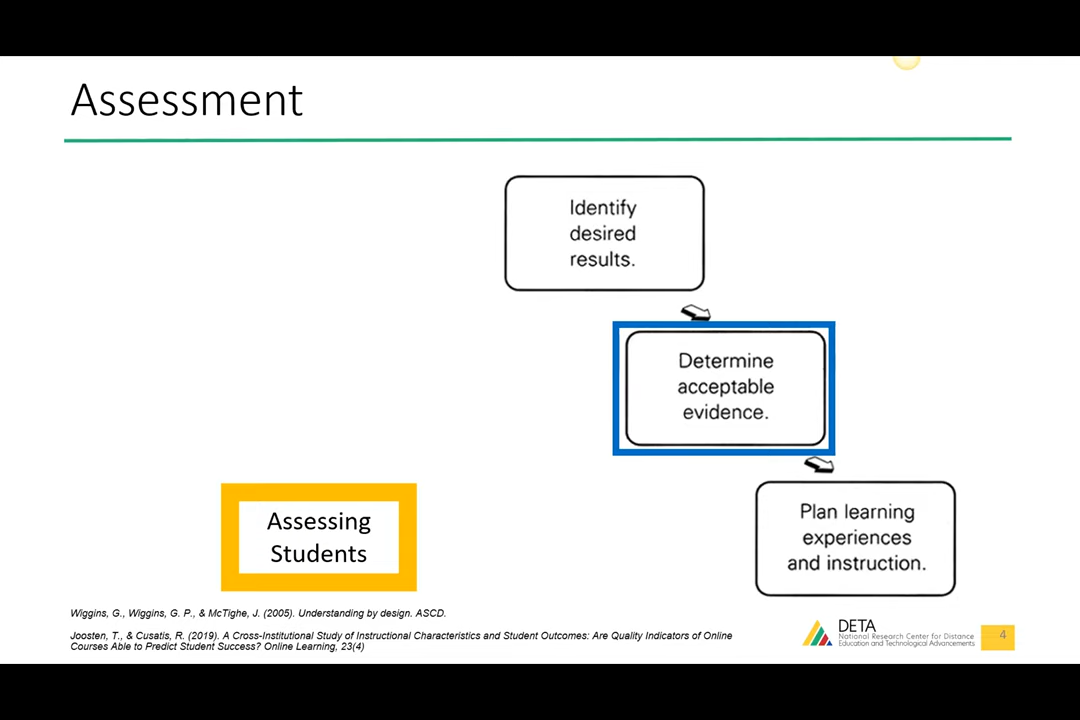 Assessment
Identify
desired
results.
Determine
acceptable
evidence.
Plan learning
experiences
and instruction.
Assessing
Students
Wiggins, G., Wiggins, G. P., & McTighe, J. (2005). Understanding by design. ASCD.
Joosten, T., & Cusatis, R. (2019). A Cross-Institutional Study of Instructional Characteristics and Student Outcomes: Are Quality Indicators of Online
Courses Able to Predict Student Success? Online Learning, 23(4)
DETA
National Research Center for Distance
Education and Technological Advancements
4